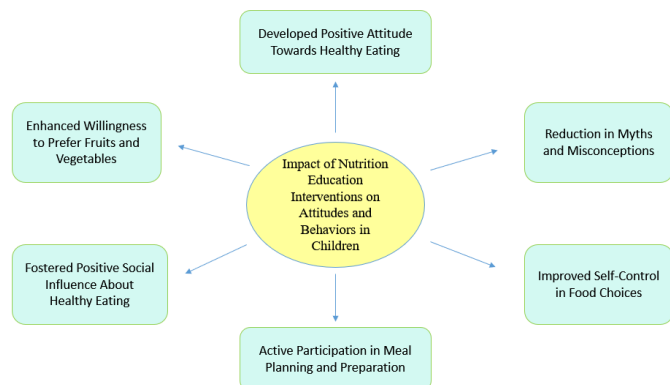 Developed Positive Attitude
Towards Healthy Eating
Enhanced Willingness
to Prefer Fruits and
Vegetables
Reduction in Myths
and Misconceptions
Impact of Nutrition
Education
Interventions on
Attitudes and
Behaviors in
Children
Fostered Positive Social
Influence About
Healthy Eating
Improved Self-Control
in Food Choices
Active Participation in Meal
Planning and Preparation